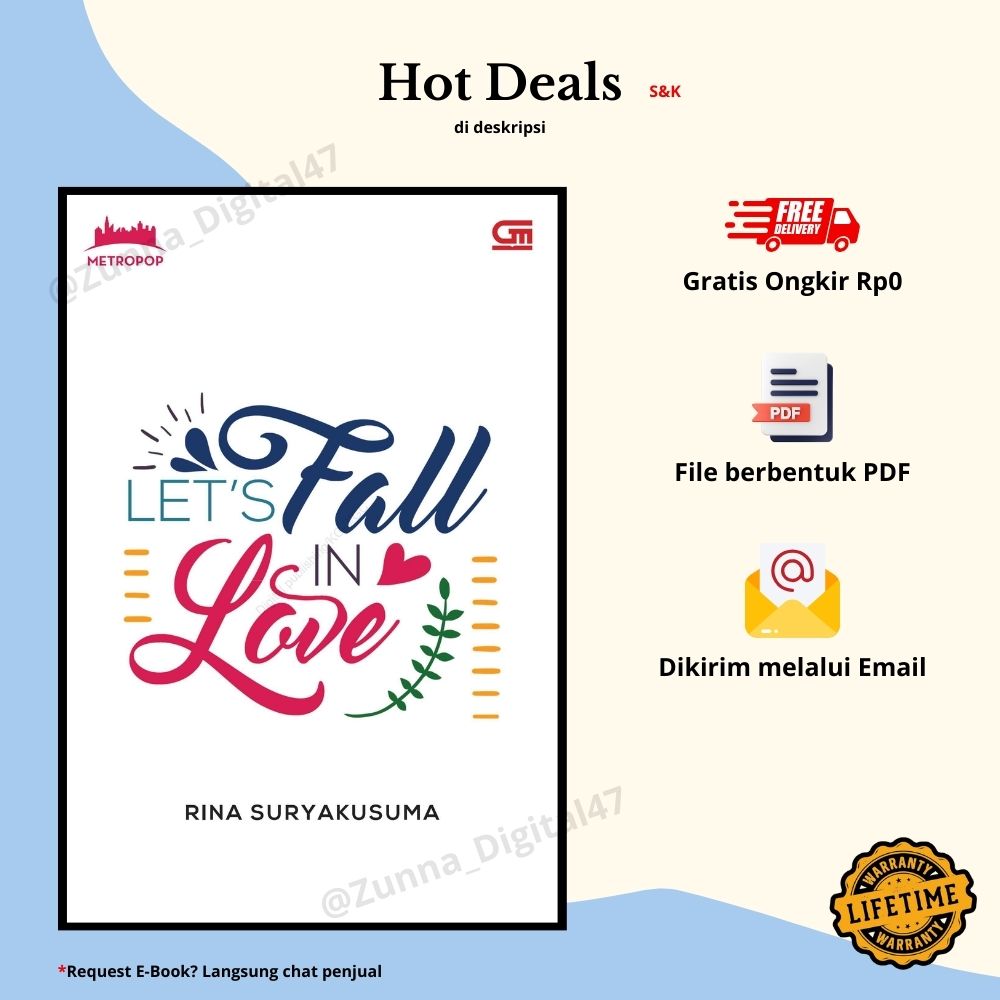 Hot Deals S&K
di deskripsi
@Zunna_Digital47
METROPOP
GM
LET'S Fall
IN
Love
RINA SURYAKUSUMA
@Zunna_Digital47
FREE
DELIVERY
Gratis Ongkir Rp0
PDF
File berbentuk PDF
@
Dikirim melalui Email
WARRANTY
LIFETIME
WARRANTY
*Request E-Book? Langsung chat penjual